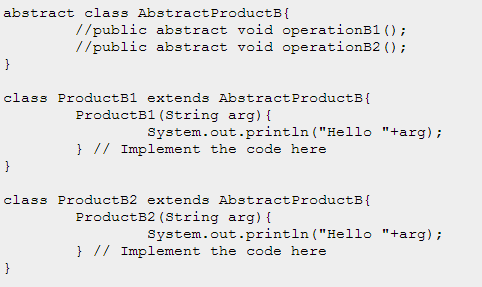 abstract class AbstractProductB{
        //public abstract void operationB1();
        //public abstract void operationB2();
}

class ProductB1 extends AbstractProductB{
        ProductB1(String arg){
                System.out.println("Hello "+arg);
        } // Implement the code here
}

class ProductB2 extends AbstractProductB{
        ProductB2(String arg){
                System.out.println("Hello "+arg);
        } // Implement the code here
}